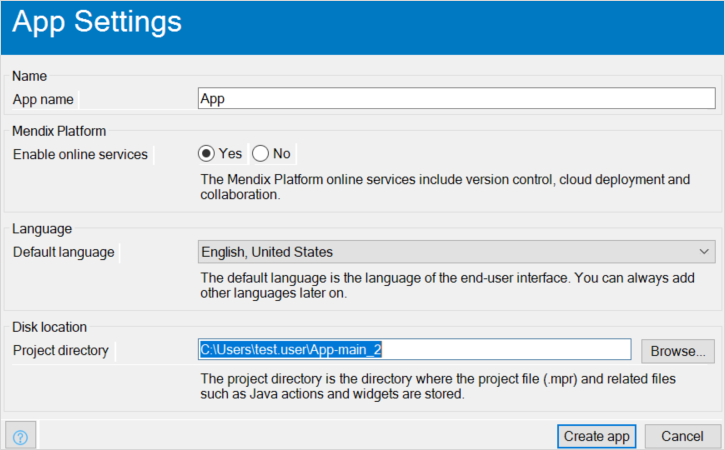 App Settings
Name
App name
App
Mendix Platform
Enable online services
Yes
No
The Mendix Platform online services include version control, cloud deployment and
collaboration.
Language
Default language
English, United States
The default language is the language of the end-user interface. You can always add
other languages later on.
Disk location
Project directory
C:\Users\test.user\App-main_2
Browse...
The project directory is the directory where the project file (.mpr) and related files
such as Java actions and widgets are stored.
?
Create app
Cancel